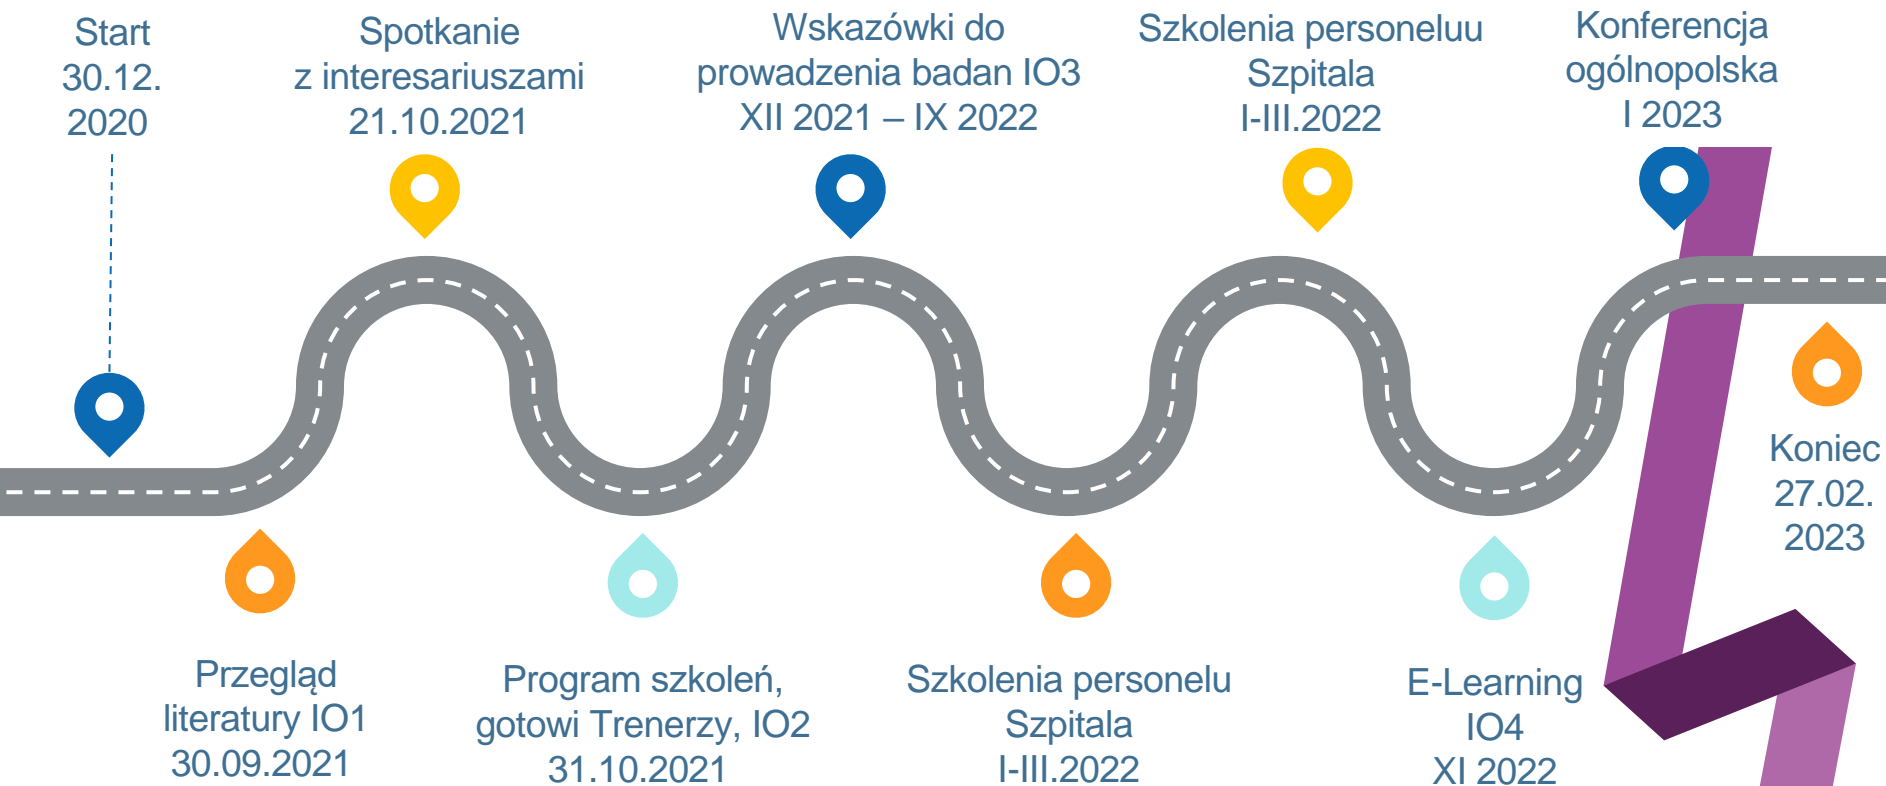 Start
30.12.
2020
Spotkanie
z interesariuszami
21.10.2021
Wskazówki do
prowadzenia badan IO3
XII 2021 – IX 2022
Szkolenia personeluu
Szpitala
I-III.2022
Konferencja
ogólnopolska
I 2023
Koniec
27.02.
2023
Przegląd
literatury IO1
30.09.2021
Program szkoleń,
gotowi Trenerzy, IO2
31.10.2021
Szkolenia personelu
Szpitala
I-III.2022
E-Learning
IO4
XI 2022